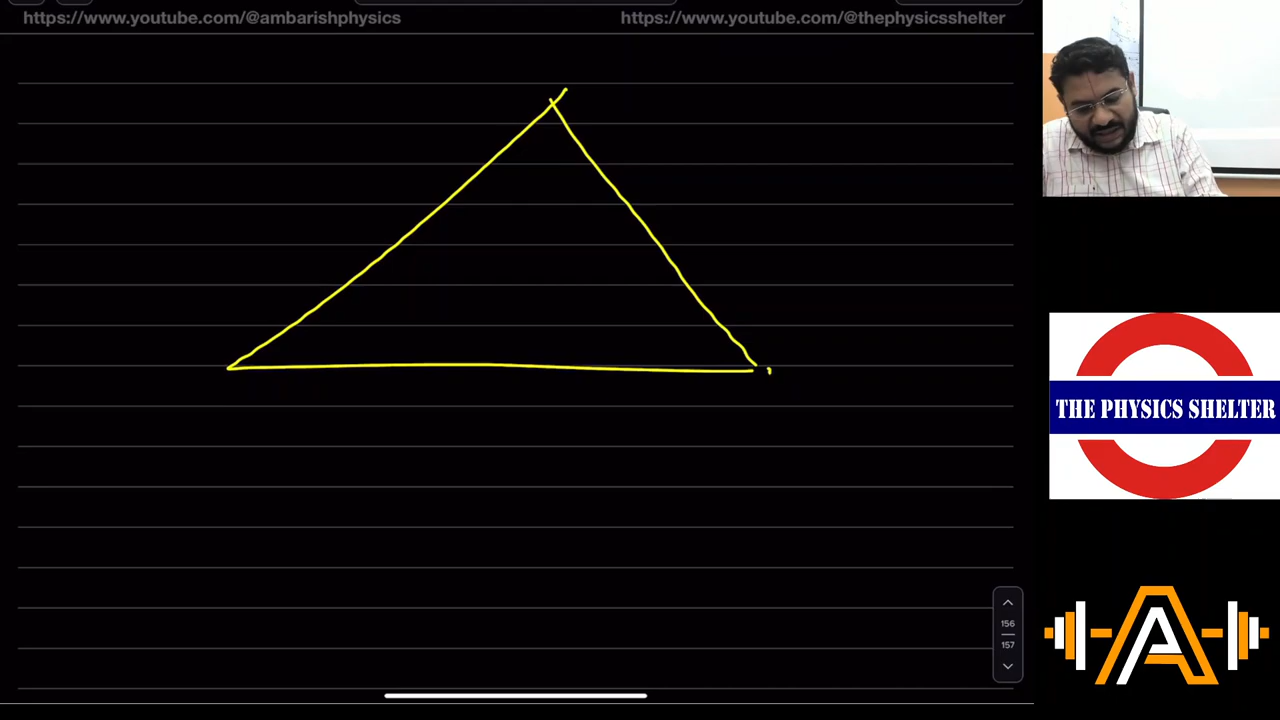 https://www.youtube.com/@ambarishphysics
https://www.youtube.com/@thephysicsshelter
THE PHYSICS SHELTER
156
157
A